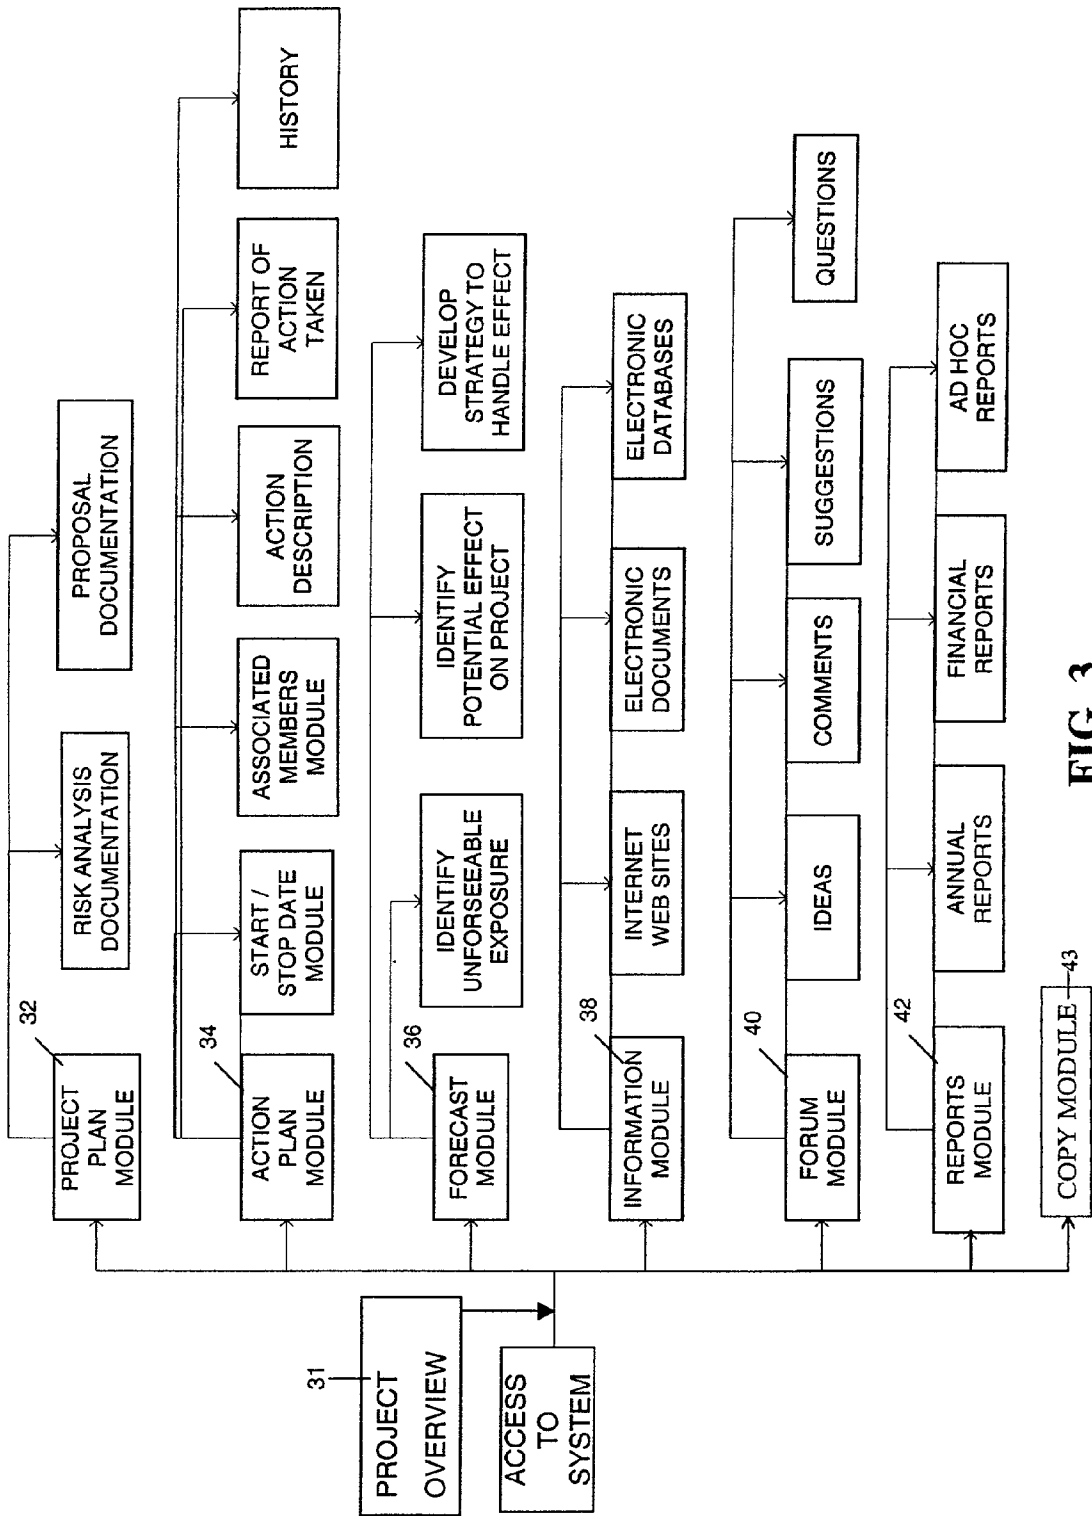 PROJECT
OVERVIEW
31
ACCESS
TO
SYSTEM
PROJECT
PLAN
MODULE
32
RISK ANALYSIS
DOCUMENTATION
PROPOSAL
DOCUMENTATION
ACTION
PLAN
MODULE
34
START /
STOP DATE
MODULE
ASSOCIATED
MEMBERS
MODULE
ACTION
DESCRIPTION
REPORT OF
ACTION
TAKEN
HISTORY
FORECAST
MODULE
36
IDENTIFY
UNFORSEEABLE
EXPOSURE
IDENTIFY
POTENTIAL EFFECT
ON PROJECT
DEVELOP
STRATEGY TO
HANDLE EFFECT
INFORMATION
MODULE
38
INTERNET
WEB SITES
ELECTRONIC
DOCUMENTS
ELECTRONIC
DATABASES
FORUM
MODULE
40
IDEAS
COMMENTS
SUGGESTIONS
QUESTIONS
REPORTS
MODULE
42
ANNUAL
REPORTS
FINANCIAL
REPORTS
AD HOC
REPORTS
COPY MODULE
43
FIG. 3